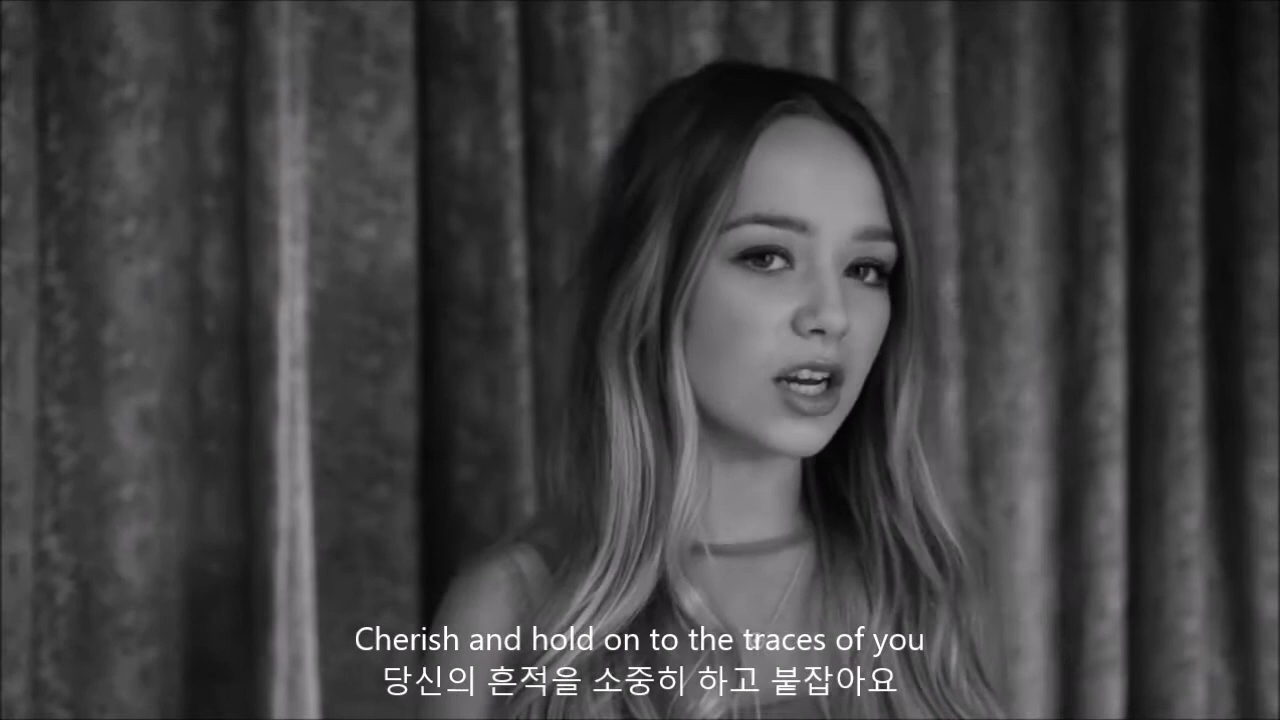 Cherish and hold on to the traces of you
당신의 흔적을 소중히 하고 붙잡아요